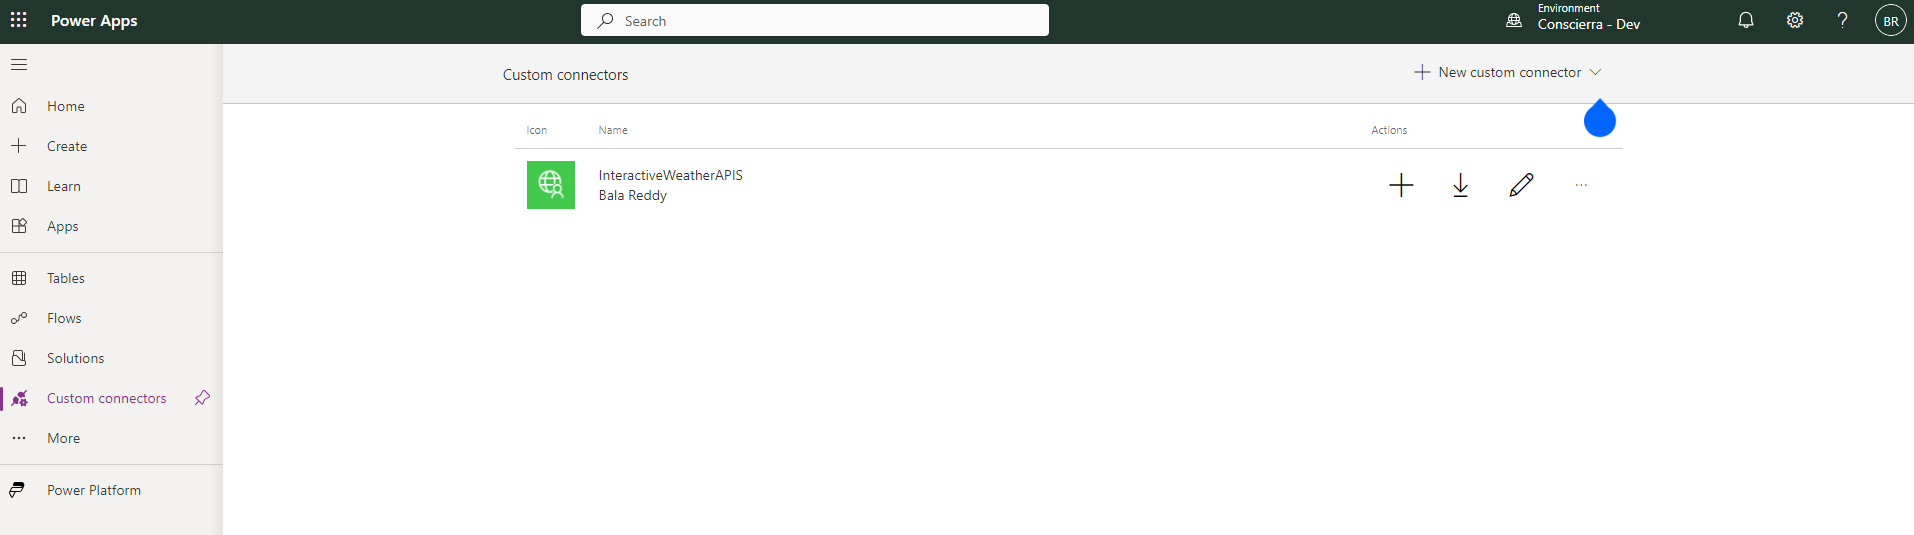 Power Apps
Search
Environment
Conscierra - Dev
BR
Home
Create
Learn
Apps
Tables
Flows
Solutions
Custom connectors
More
Power Platform
Custom connectors
New custom connector
Icon Name Actions
InteractiveWeatherAPIS
Bala Reddy